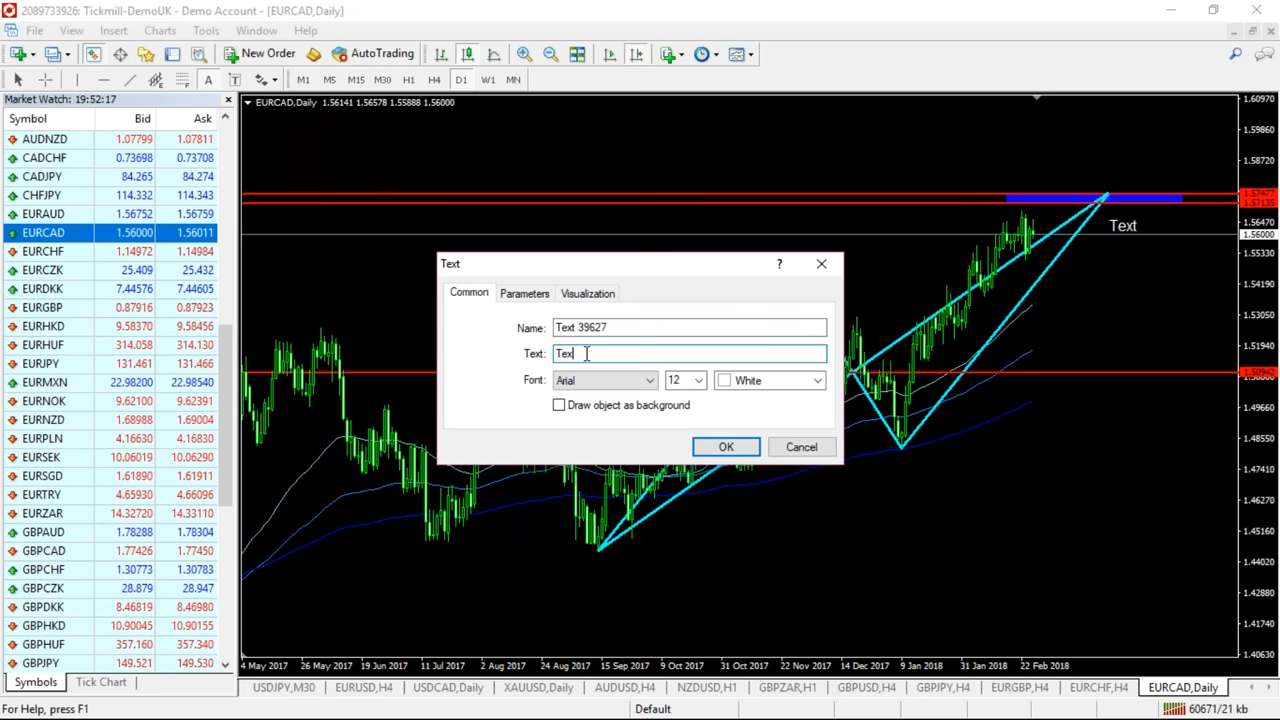 2089733926: Tickmill-DemoUK - Demo Account - [EURCAD,Daily]
File View Insert Charts Tools Window Help
New Order AutoTrading
A T M1 M5 M15 M30 H1 H4 D1 W1 MN
Market Watch: 19:52:17
Symbol Bid Ask
AUDNZD 1.07799 1.07811
CADCHF 0.73698 0.73708
CADJPY 84.265 84.274
CHFJPY 114.332 114.343
EURAUD 1.56752 1.56759
EURCAD 1.56000 1.56011
EURCHF 1.14972 1.14984
EURCZK 25.409 25.432
EURDKK 7.44576 7.44605
EURGBP 0.87916 0.87923
EURHKD 9.58370 9.58456
EURHUF 314.058 314.130
EURJPY 131.461 131.466
EURMXN 22.98200 22.98540
EURNOK 9.62100 9.62391
EURNZD 1.68988 1.69008
EURPLN 4.16630 4.16830
EURSEK 10.06019 10.06290
EURSGD 1.61890 1.61911
EURTRY 4.65930 4.66096
EURZAR 14.32720 14.33110
GBPAUD 1.78288 1.78304
GBPCAD 1.77426 1.77450
GBPCHF 1.30773 1.30783
GBPCZK 28.879 28.947
GBPDKK 8.46819 8.46980
GBPHKD 10.90045 10.90155
GBPHUF 357.160 357.340
GBPJPY 149.521 149.530
Symbols Tick Chart
EURCAD,Daily 1.56141 1.56578 1.55888 1.56000
Text
Text
Common Parameters Visualization
Name: Text 39627
Text: Tex
Font: Arial 12 White
Draw object as background
OK Cancel
1.60970
1.59860
1.58720
1.57477
1.57135
1.56470
1.56000
1.55330
1.54190
1.53050
1.51940
1.50942
1.49660
1.48550
1.47410
1.46270
1.45160
1.44020
1.42880
1.41740
1.40630
4 May 2017 26 May 2017 19 Jun 2017 11 Jul 2017 2 Aug 2017 24 Aug 2017 15 Sep 2017 9 Oct 2017 31 Oct 2017 22 Nov 2017 14 Dec 2017 9 Jan 2018 31 Jan 2018 22 Feb 2018
USDJPY,M30 EURUSD,H4 USDCAD,Daily XAUUSD,Daily AUDUSD,H4 NZDUSD,H1 GBPZAR,H1 GBPUSD,H4 GBPJPY,H4 EURGBP,H4 EURCHF,H4 EURCAD,Daily
For Help, press F1 Default 60671/21 kb